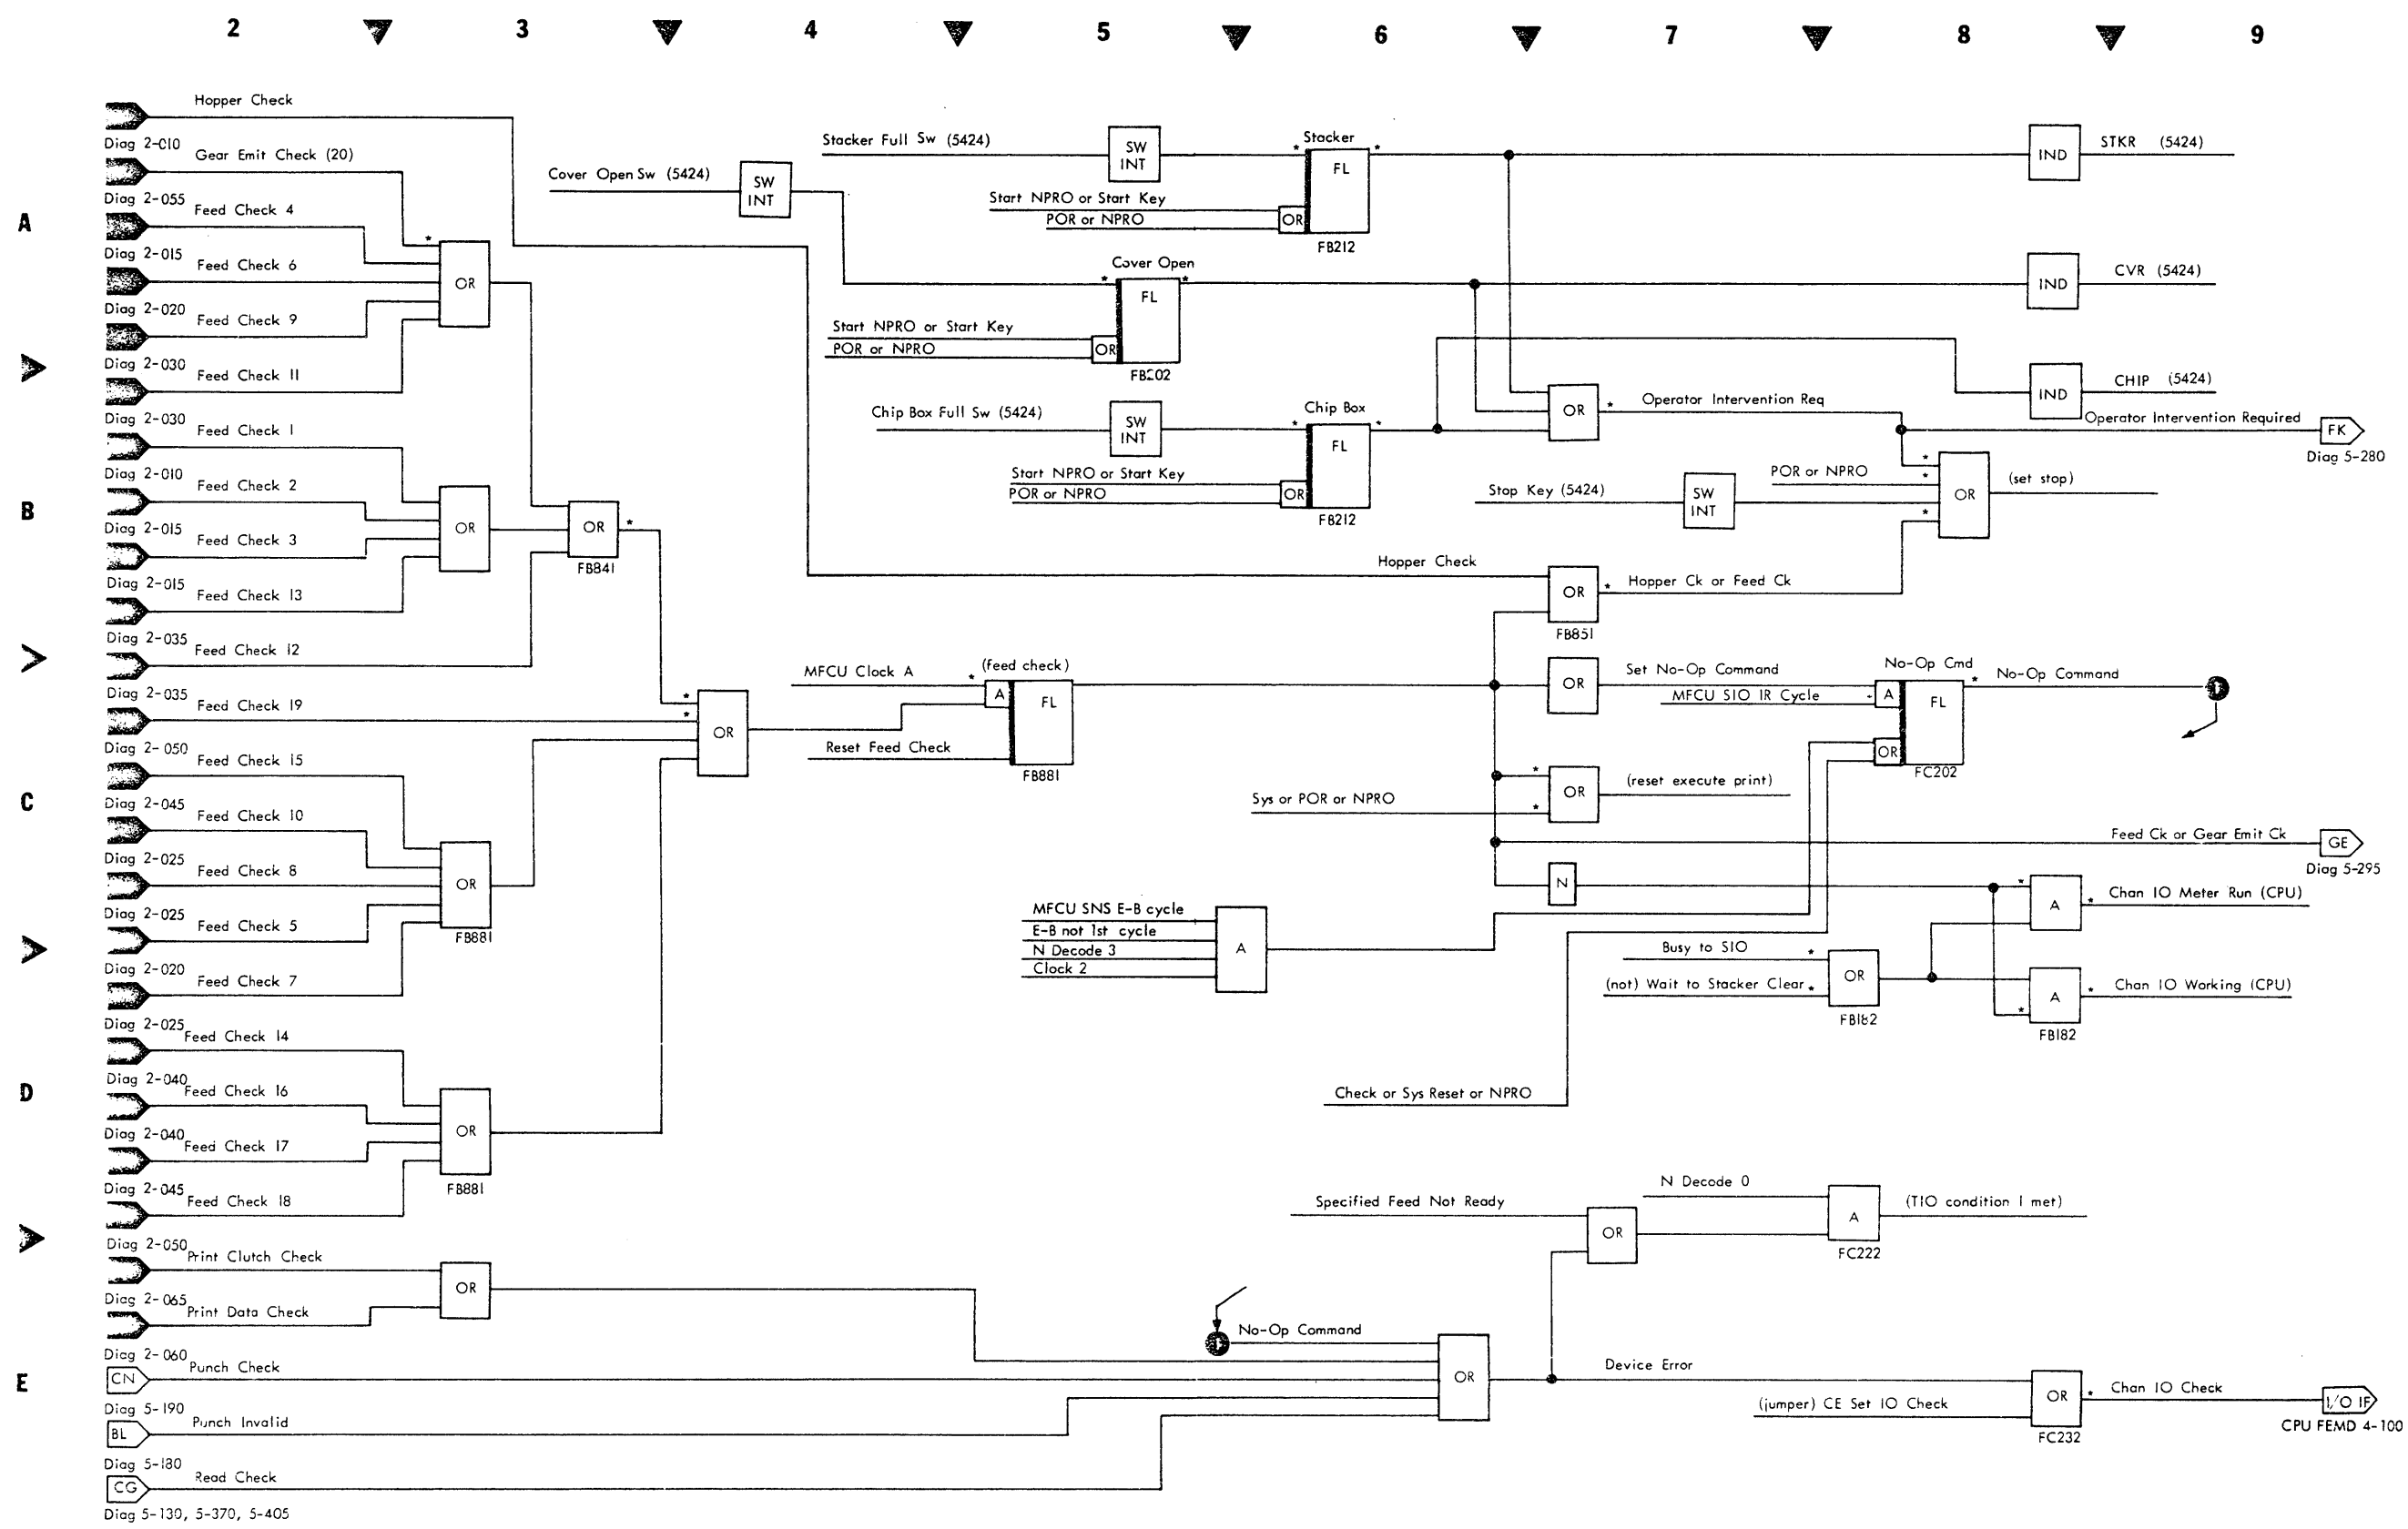 2 3 4 5 6 7 8 9
Hopper Check
Diag 2-010
Gear Emit Check (20)
Diag 2-055
Feed Check 4
Diag 2-015
Feed Check 6
Diag 2-020
Feed Check 9
Diag 2-030
Feed Check 11
Diag 2-030
Feed Check 1
Diag 2-010
Feed Check 2
Diag 2-015
Feed Check 3
Diag 2-015
Feed Check 13
Diag 2-035
Feed Check 12
Diag 2-035
Feed Check 19
Diag 2-050
Feed Check 15
Diag 2-045
Feed Check 10
Diag 2-025
Feed Check 8
Diag 2-025
Feed Check 5
Diag 2-020
Feed Check 7
Diag 2-025
Feed Check 14
Diag 2-040
Feed Check 16
Diag 2-040
Feed Check 17
Diag 2-045
Feed Check 18
Diag 2-050
Print Clutch Check
Diag 2-065
Print Data Check
Diag 2-060
Punch Check
CN
Diag 5-190
Punch Invalid
BL
Diag 5-180
Read Check
CG
Diag 5-130, 5-370, 5-405
A
B
C
D
E
* OR
OR
OR *
FB841
OR
FB881
OR
FB881
OR
* * OR
Cover Open Sw (5424)
SW INT
Stacker Full Sw (5424)
SW INT
Stacker
* FL *
Start NPRO or Start Key
POR or NPRO
OR
FB212
Cover Open
* FL *
Start NPRO or Start Key
POR or NPRO
OR
FB202
Chip Box Full Sw (5424)
SW INT
Chip Box
* FL *
Start NPRO or Start Key
POR or NPRO
OR
FB212
IND
STKR (5424)
IND
CVR (5424)
IND
CHIP (5424)
OR *
Operator Intervention Req
Operator Intervention Required
FK
Diag 5-280
POR or NPRO
Stop Key (5424)
SW INT
* * * OR
(set stop)
Hopper Check
OR *
FB851
Hopper Ck or Feed Ck
MFCU Clock A
* A
(feed check)
FL
Reset Feed Check
FB881
OR
Set No-Op Command
MFCU SIO IR Cycle
A
No-Op Cmd
FL *
OR
FC202
No-Op Command
1
Sys or POR or NPRO
* * OR
(reset execute print)
Feed Ck or Gear Emit Ck
GE
Diag 5-295
N
MFCU SNS E-B cycle
E-B not 1st cycle
N Decode 3
Clock 2
A
Busy to SIO
(not) Wait to Stacker Clear
* * OR
FB182
* A *
Chan IO Meter Run (CPU)
* A *
Chan IO Working (CPU)
FB182
Check or Sys Reset or NPRO
Specified Feed Not Ready
OR
N Decode 0
A
FC222
(TIO condition 1 met)
1
No-Op Command
OR
Device Error
(jumper) CE Set IO Check
OR *
FC232
Chan IO Check
I/O IF
CPU FEMD 4-100